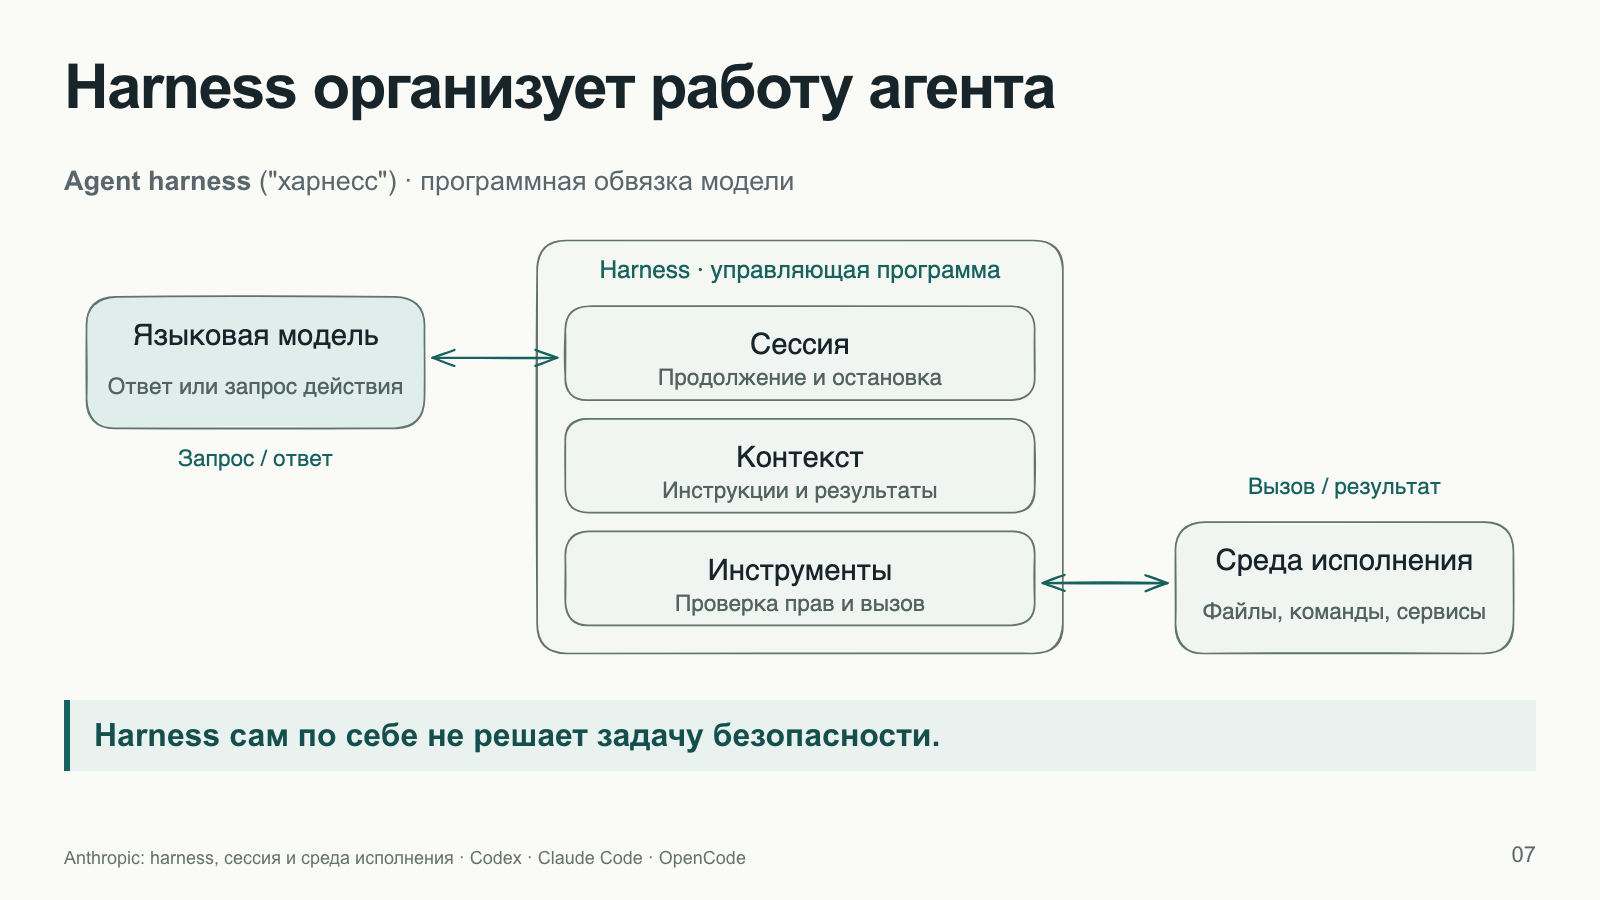 Harness организует работу агента
Agent harness ("харнесс") · программная обвязка модели
Harness · управляющая программа
Языковая модель
Ответ или запрос действия
Запрос / ответ
Сессия
Продолжение и остановка
Контекст
Инструкции и результаты
Инструменты
Проверка прав и вызов
Вызов / результат
Среда исполнения
Файлы, команды, сервисы
Harness сам по себе не решает задачу безопасности.
Anthropic: harness, сессия и среда исполнения · Codex · Claude Code · OpenCode
07